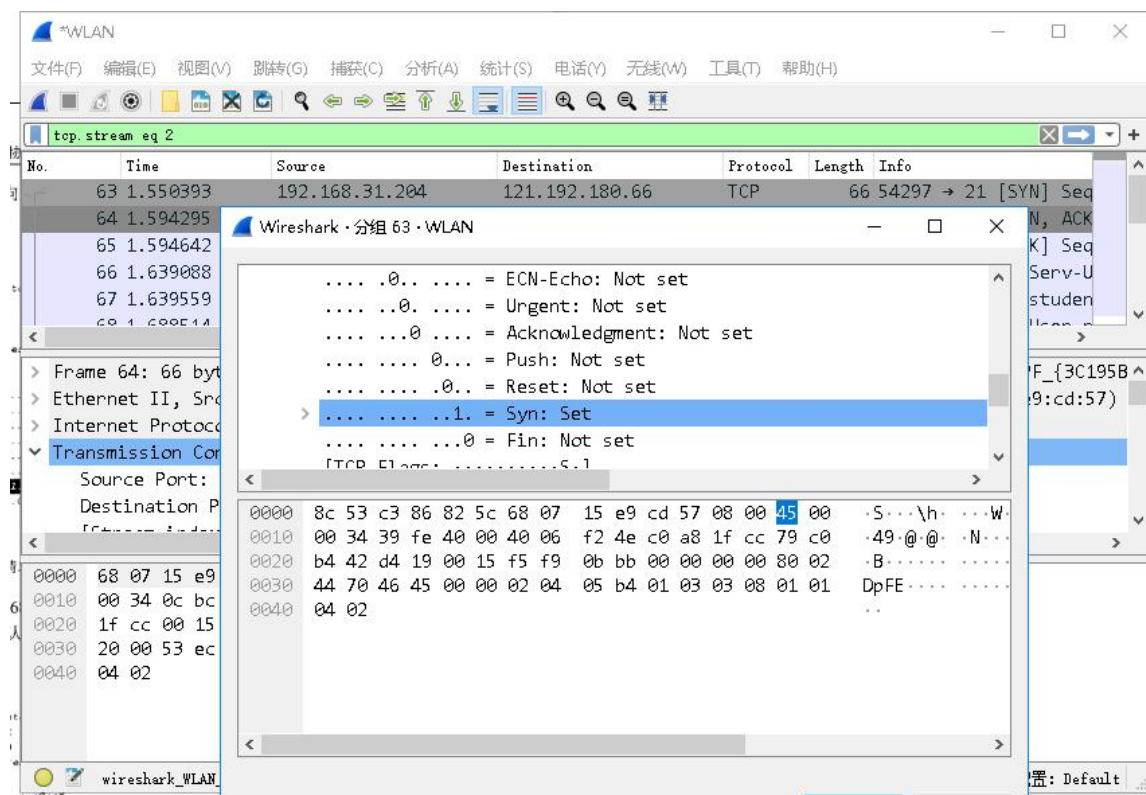 *WLAN
文件(F) 编辑(E) 视图(V) 跳转(G) 捕获(C) 分析(A) 统计(S) 电话(Y) 无线(W) 工具(T) 帮助(H)
tcp.stream eq 2
No. Time Source Destination Protocol Length Info
63 1.550393 192.168.31.204 121.192.180.66 TCP 66 54297 → 21 [SYN] Seq
64 1.594295 N, ACK
65 1.594642 K] Seq
66 1.639088 Serv-U
67 1.639559 studen
Wireshark · 分组 63 · WLAN
.... .0.. .... = ECN-Echo: Not set
.... ..0. .... = Urgent: Not set
.... ...0 .... = Acknowledgment: Not set
.... .... 0... = Push: Not set
.... .... .0.. = Reset: Not set
.... .... ..1. = Syn: Set
.... .... ...0 = Fin: Not set
[TCP Flags: ··········S·]
0000 8c 53 c3 86 82 5c 68 07 15 e9 cd 57 08 00 45 00 ·S···\h· ···W··E·
0010 00 34 39 fe 40 00 40 06 f2 4e c0 a8 1f cc 79 c0 ·49·@·@· ·N····y·
0020 b4 42 d4 19 00 15 f5 f9 0b bb 00 00 00 00 80 02 ·B······ ········
0030 44 70 46 45 00 00 02 04 05 b4 01 03 03 08 01 01 DpFE···· ········
0040 04 02 ··
Frame 64: 66 byt PF_{3C195B
Ethernet II, Src e9:cd:57)
Internet Protoco
Transmission Con
Source Port:
Destination P
0000 68 07 15 e9
0010 00 34 0c bc
0020 1f cc 00 15
0030 20 00 53 ec
0040 04 02
wireshark_WLAN_ 置: Default